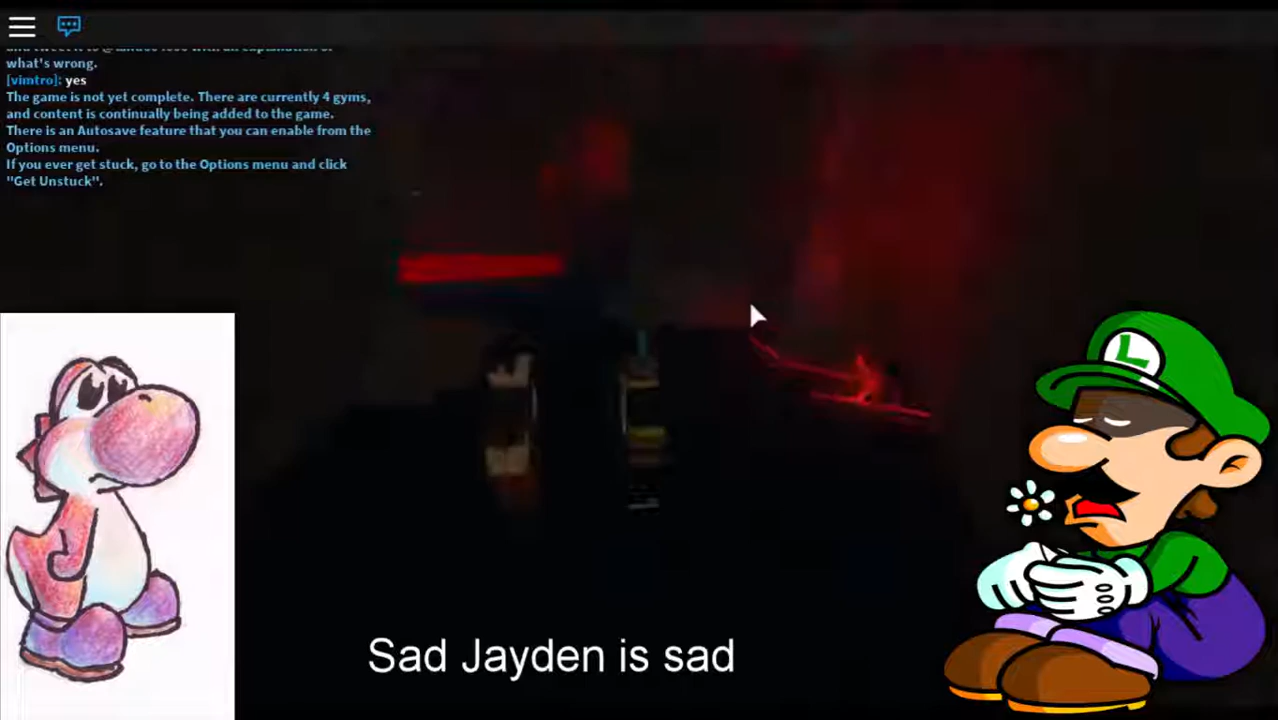 what's wrong.
[vimtro]: yes
The game is not yet complete. There are currently 4 gyms,
and content is continually being added to the game.
There is an Autosave feature that you can enable from the
Options menu.
If you ever get stuck, go to the Options menu and click
"Get Unstuck".
L
Sad Jayden is sad